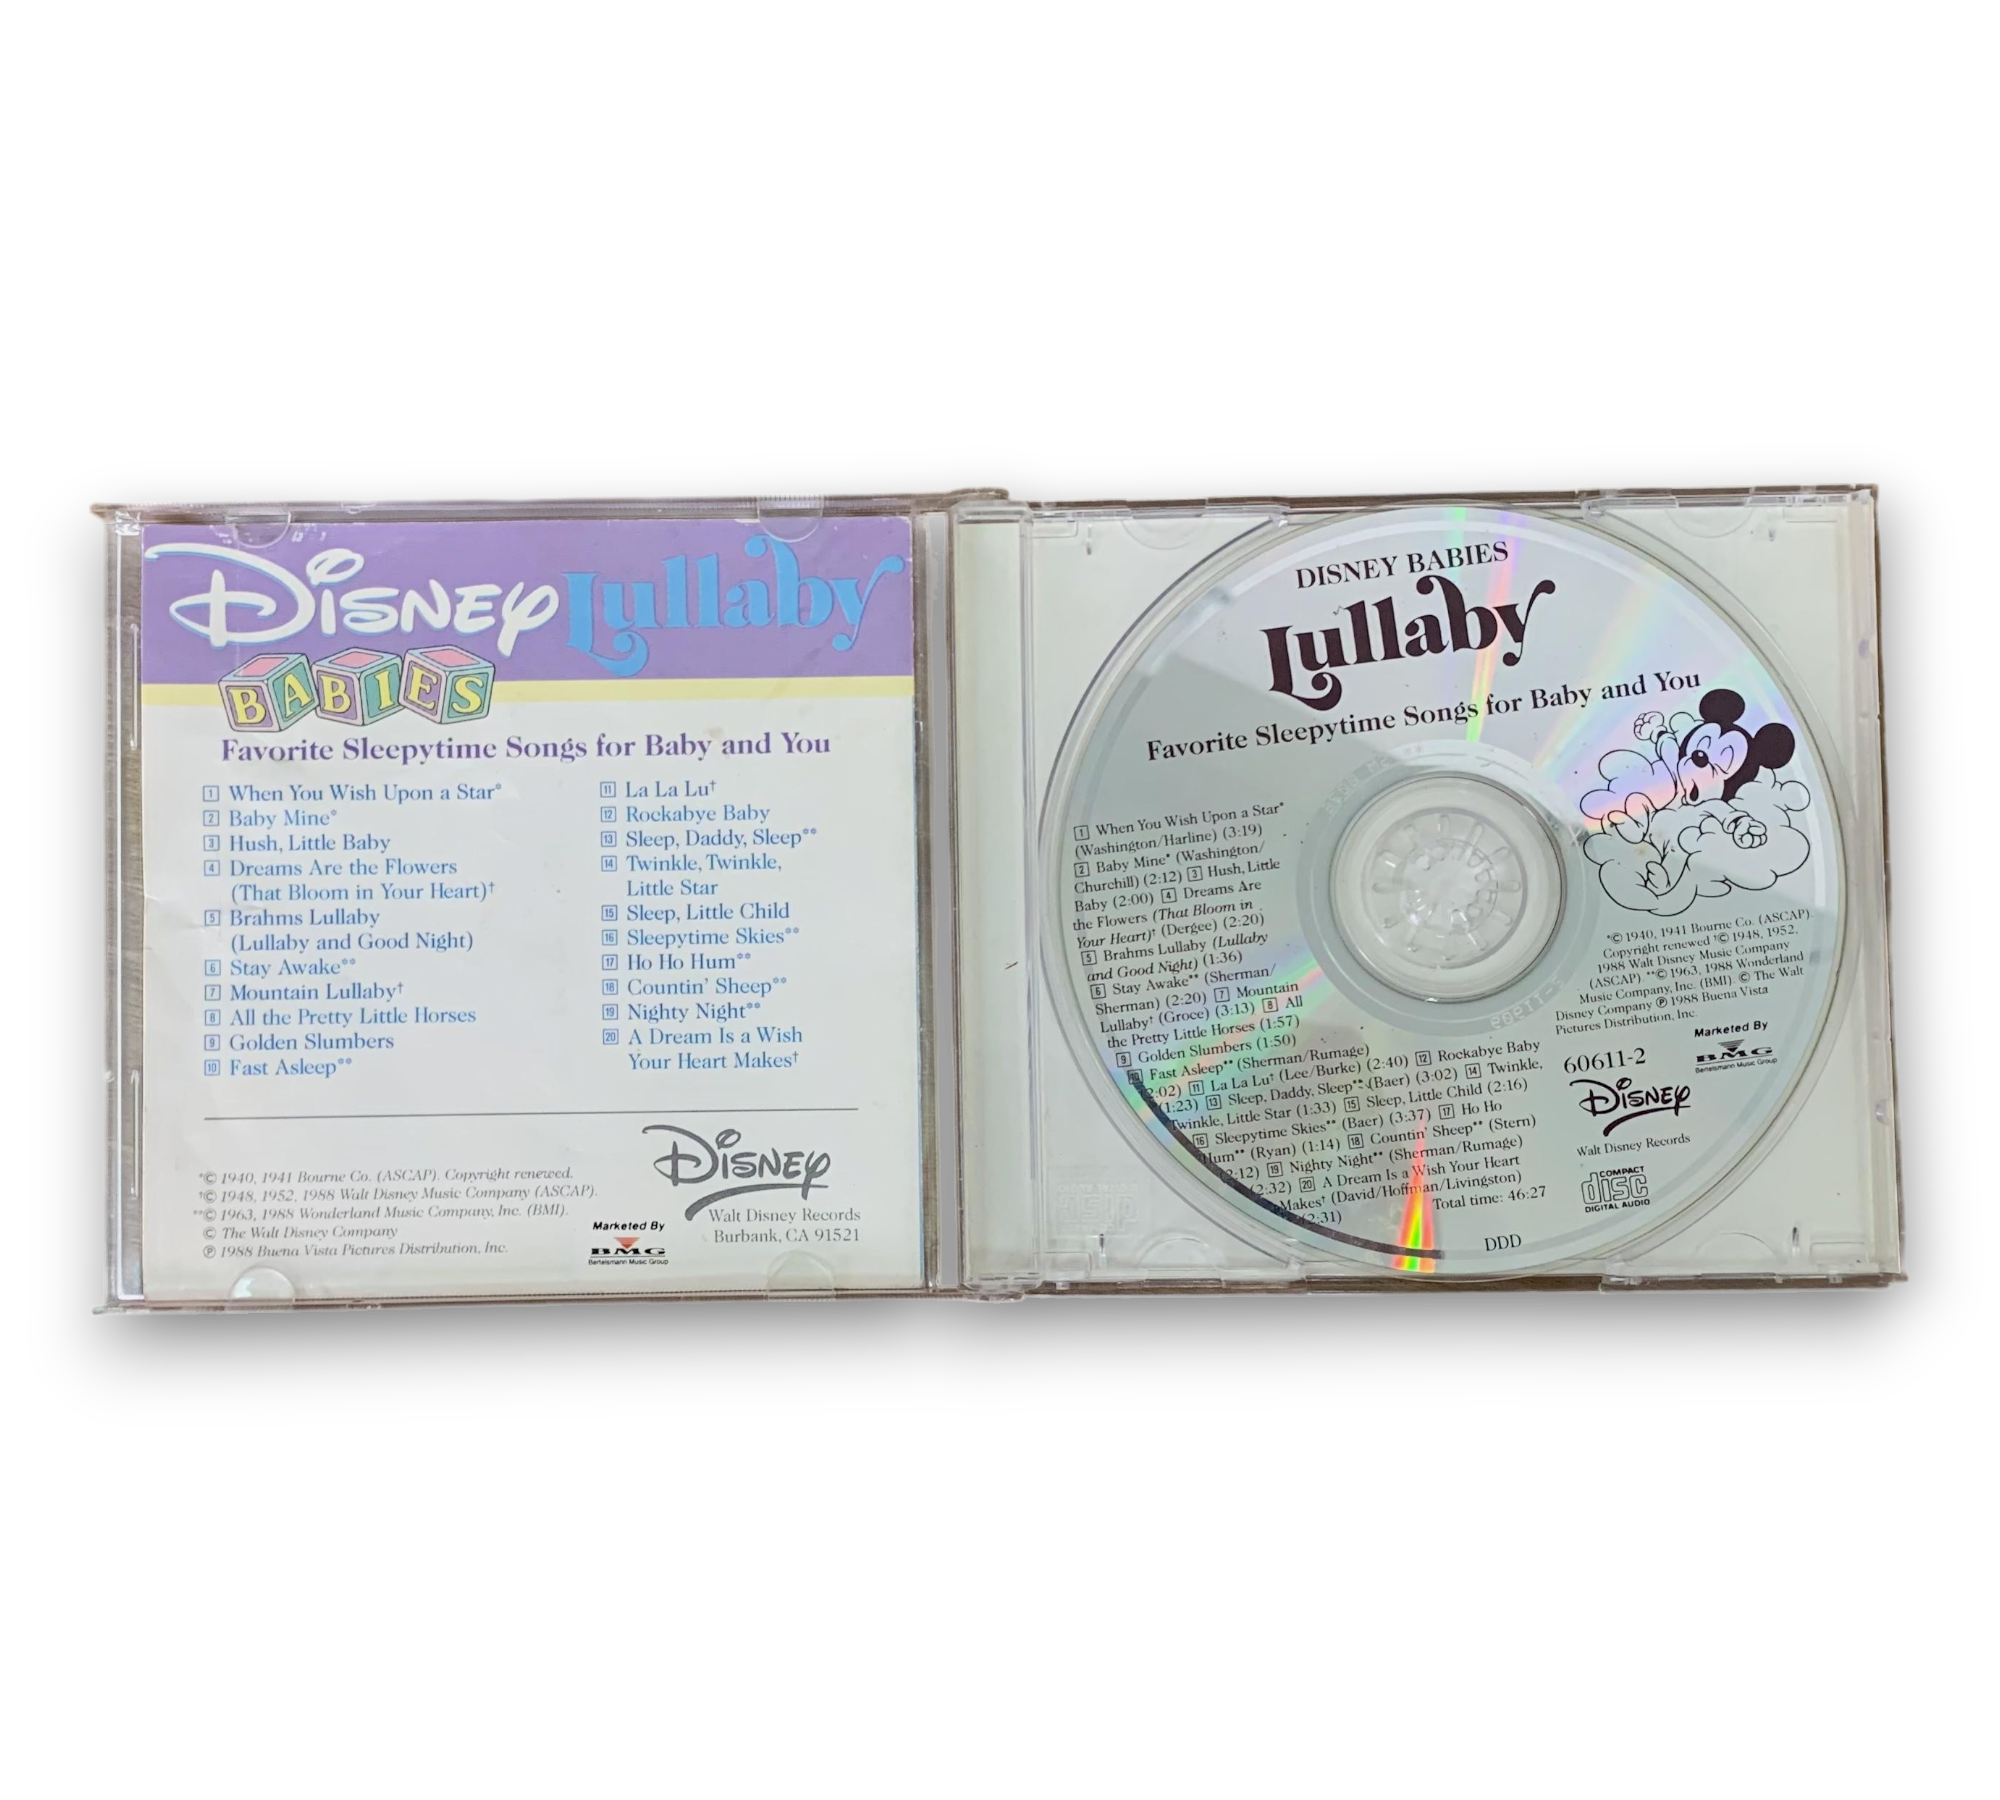 Disney Lullaby
BABIES
Favorite Sleepytime Songs for Baby and You
1 When You Wish Upon a Star*
2 Baby Mine*
3 Hush, Little Baby
4 Dreams Are the Flowers
(That Bloom in Your Heart)†
5 Brahms Lullaby
(Lullaby and Good Night)
6 Stay Awake**
7 Mountain Lullaby†
8 All the Pretty Little Horses
9 Golden Slumbers
10 Fast Asleep**
11 La La Lu†
12 Rockabye Baby
13 Sleep, Daddy, Sleep**
14 Twinkle, Twinkle,
Little Star
15 Sleep, Little Child
16 Sleepytime Skies**
17 Ho Ho Hum**
18 Countin' Sheep**
19 Nighty Night**
20 A Dream Is a Wish
Your Heart Makes†
*© 1940, 1941 Bourne Co. (ASCAP). Copyright renewed.
†© 1948, 1952, 1988 Walt Disney Music Company (ASCAP).
**© 1963, 1988 Wonderland Music Company, Inc. (BMI).
© The Walt Disney Company
℗ 1988 Buena Vista Pictures Distribution, Inc.
Marketed By
BMG
Bertelsmann Music Group
Disney
Walt Disney Records
Burbank, CA 91521
DISNEY BABIES
Lullaby
Favorite Sleepytime Songs for Baby and You
1 When You Wish Upon a Star*
(Washington/Harline) (3:19)
2 Baby Mine* (Washington/
Churchill) (2:12) 3 Hush, Little
Baby (2:00) 4 Dreams Are
the Flowers (That Bloom in
Your Heart)† (Dergee) (2:20)
5 Brahms Lullaby (Lullaby
and Good Night) (1:36)
6 Stay Awake** (Sherman/
Sherman) (2:20) 7 Mountain
Lullaby† (Groce) (3:13) 8 All
the Pretty Little Horses (1:57)
9 Golden Slumbers (1:50)
10 Fast Asleep** (Sherman/Rumage)
(2:02) 11 La La Lu† (Lee/Burke) (2:40) 12 Rockabye Baby
(1:23) 13 Sleep, Daddy, Sleep** (Baer) (3:02) 14 Twinkle,
Twinkle, Little Star (1:33) 15 Sleep, Little Child (2:16)
16 Sleepytime Skies** (Baer) (3:37) 17 Ho Ho
Hum** (Ryan) (1:14) 18 Countin' Sheep** (Stern)
(2:12) 19 Nighty Night** (Sherman/Rumage)
(2:32) 20 A Dream Is a Wish Your Heart
Makes† (David/Hoffman/Livingston)
(2:31) Total time: 46:27
DDD
*© 1940, 1941 Bourne Co. (ASCAP).
Copyright renewed †© 1948, 1952,
1988 Walt Disney Music Company
(ASCAP). **© 1963, 1988 Wonderland
Music Company, Inc. (BMI). © The Walt
Disney Company ℗ 1988 Buena Vista
Pictures Distribution, Inc.
Marketed By
BMG
Bertelsmann Music Group
60611-2
Disney
Walt Disney Records
COMPACT
disc
DIGITAL AUDIO